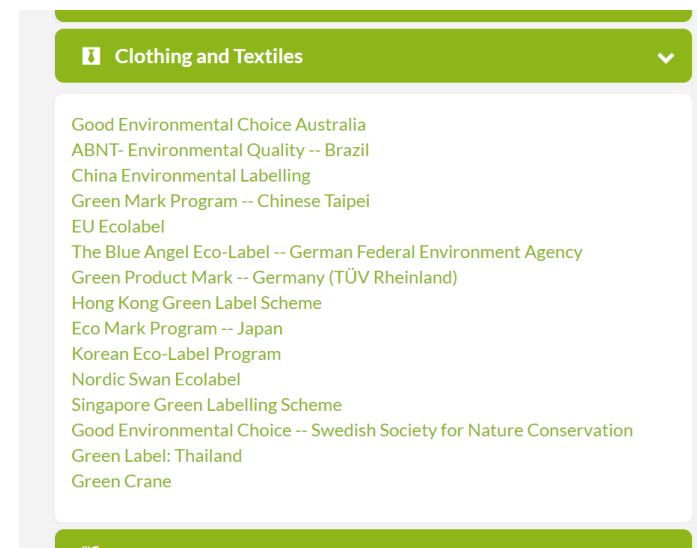 Clothing and Textiles
Good Environmental Choice Australia
ABNT- Environmental Quality -- Brazil
China Environmental Labelling
Green Mark Program -- Chinese Taipei
EU Ecolabel
The Blue Angel Eco-Label -- German Federal Environment Agency
Green Product Mark -- Germany (TÜV Rheinland)
Hong Kong Green Label Scheme
Eco Mark Program -- Japan
Korean Eco-Label Program
Nordic Swan Ecolabel
Singapore Green Labelling Scheme
Good Environmental Choice -- Swedish Society for Nature Conservation
Green Label: Thailand
Green Crane